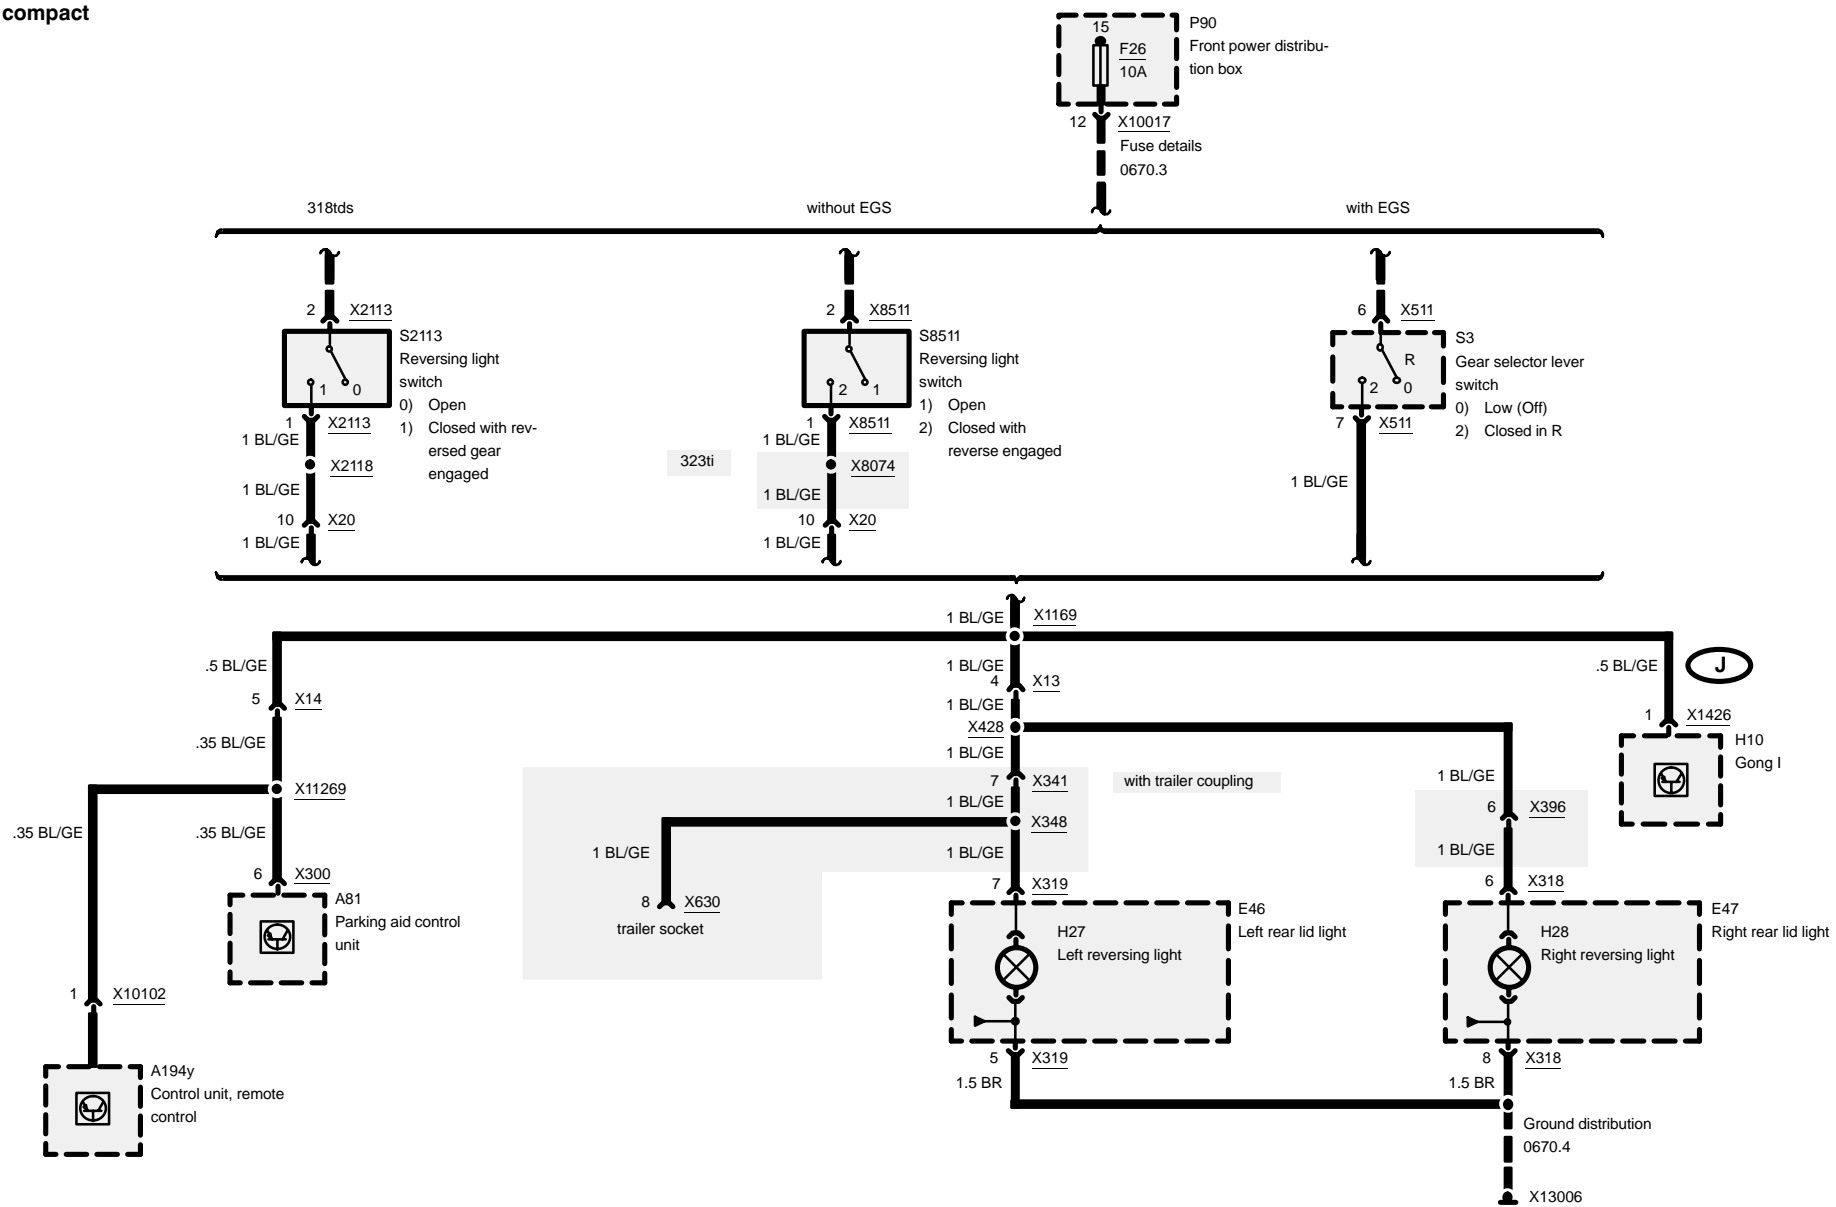 compact
15
F26
10A
P90
Front power distribu-
tion box
12 X10017
Fuse details
0670.3
318tds
without EGS
with EGS
2 X2113
S2113
Reversing light
switch
0) Open
1) Closed with rev-
ersed gear
engaged
1 0
1 X2113
1 BL/GE
X2118
1 BL/GE
10 X20
1 BL/GE
2 X8511
S8511
Reversing light
switch
1) Open
2) Closed with
reverse engaged
2 1
1 X8511
1 BL/GE
323ti
X8074
1 BL/GE
10 X20
1 BL/GE
6 X511
S3
Gear selector lever
switch
0) Low (Off)
2) Closed in R
R
2 0
7 X511
1 BL/GE
1 BL/GE X1169
.5 BL/GE
5 X14
.35 BL/GE
X11269
.35 BL/GE
.35 BL/GE
6 X300
A81
Parking aid control
unit
1 X10102
A194y
Control unit, remote
control
1 BL/GE
4 X13
1 BL/GE
X428
1 BL/GE
7 X341
with trailer coupling
1 BL/GE
X348
1 BL/GE
1 BL/GE
8 X630
trailer socket
7 X319
E46
Left rear lid light
H27
Left reversing light
5 X319
1.5 BR
1 BL/GE
6 X396
1 BL/GE
6 X318
E47
Right rear lid light
H28
Right reversing light
8 X318
1.5 BR
Ground distribution
0670.4
X13006
.5 BL/GE
J
1 X1426
H10
Gong I